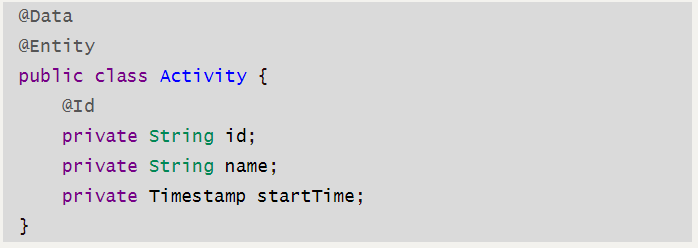 @Data
@Entity
public class Activity {
    @Id
    private String id;
    private String name;
    private Timestamp startTime;
}